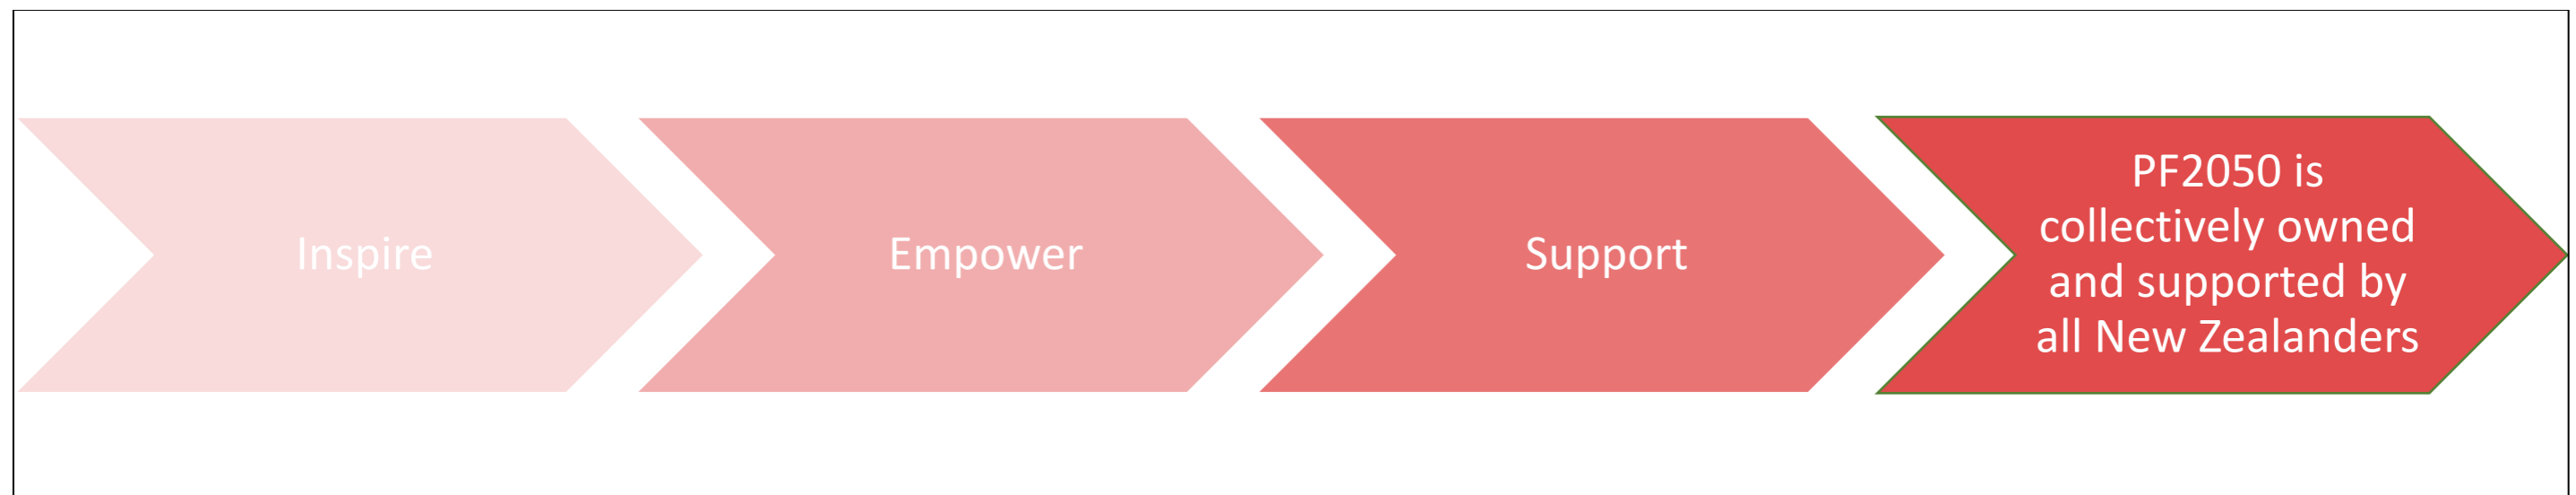 Inspire
Empower
Support
PF2050 is
collectively owned
and supported by
all New Zealanders